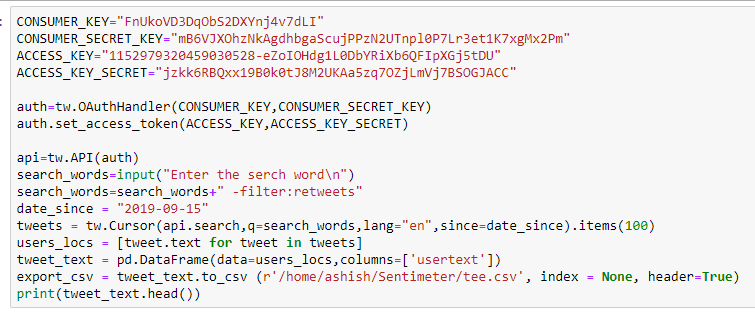 CONSUMER_KEY="FnUkoVD3DqObS2DXYnj4v7dLI"
CONSUMER_SECRET_KEY="mB6VJXOhzNkAgdhbgaScujPPzN2UTnpl0P7Lr3et1K7xgMx2Pm"
ACCESS_KEY="1152979320459030528-eZoIOHdg1L0DbYRiXb6QFIpXGj5tDU"
ACCESS_KEY_SECRET="jzkk6RBQxx19B0k0tJ8M2UKAa5zq7OZjLmVj7BSOGJACC"
auth=tw.OAuthHandler(CONSUMER_KEY,CONSUMER_SECRET_KEY)
auth.set_access_token(ACCESS_KEY,ACCESS_KEY_SECRET)
api=tw.API(auth)
search_words=input("Enter the serch word\n")
search_words=search_words+" -filter:retweets"
date_since = "2019-09-15"
tweets = tw.Cursor(api.search,q=search_words,lang="en",since=date_since).items(100)
users_locs = [tweet.text for tweet in tweets]
tweet_text = pd.DataFrame(data=users_locs,columns=['usertext'])
export_csv = tweet_text.to_csv (r'/home/ashish/Sentimeter/tee.csv', index = None, header=True)
print(tweet_text.head())